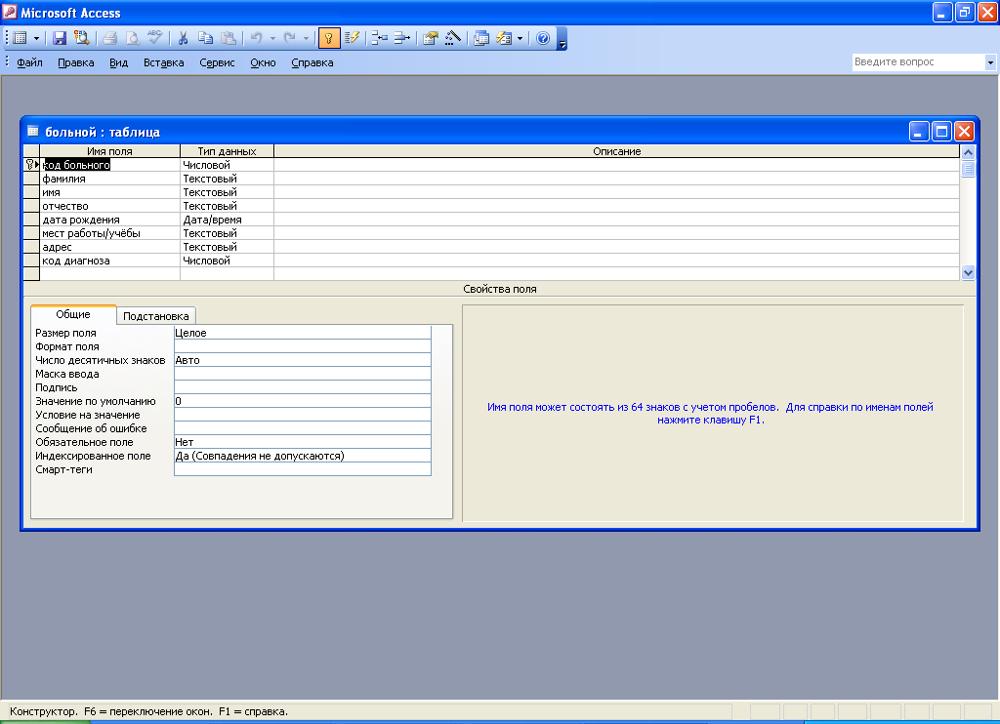 Microsoft Access
Файл Правка Вид Вставка Сервис Окно Справка Введите вопрос
больной : таблица
Имя поля Тип данных Описание
код больного Числовой
фамилия Текстовый
имя Текстовый
отчество Текстовый
дата рождения Дата/время
мест работы/учёбы Текстовый
адрес Текстовый
код диагноза Числовой
Свойства поля
Общие Подстановка
Размер поля Целое
Формат поля
Число десятичных знаков Авто
Маска ввода
Подпись
Значение по умолчанию 0
Условие на значение
Сообщение об ошибке
Обязательное поле Нет
Индексированное поле Да (Совпадения не допускаются)
Смарт-теги
Имя поля может состоять из 64 знаков с учетом пробелов. Для справки по именам полей
нажмите клавишу F1.
Конструктор. F6 = переключение окон. F1 = справка.